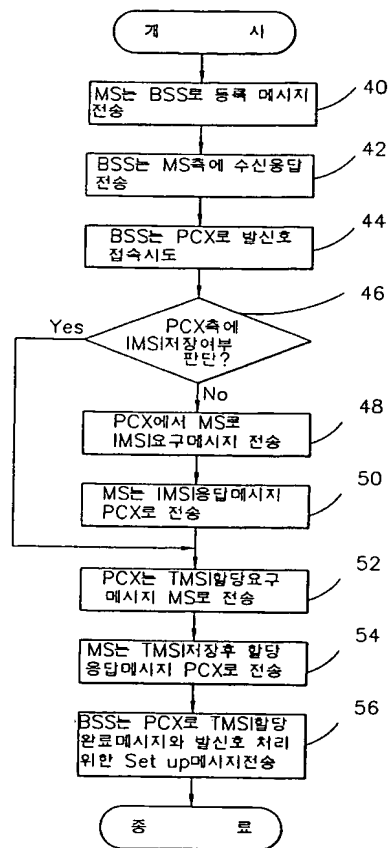 개 시
MS는 BSS로 등록 메시지
전송
40
BSS는 MS측에 수신응답
전송
42
BSS는 PCX로 발신호
접속시도
44
46
Yes
PCX측에
IMSI저장여부
판단?
No
48
PCX에서 MS로
IMSI요구메시지 전송
50
MS는 IMSI응답메시지
PCX로 전송
52
PCX는 TMSI할당요구
메시지 MS로 전송
54
MS는 TMSI저장후 할당
응답메시지 PCX로 전송
56
BSS는 PCX로 TMSI할당
완료메시지와 발신호 처리
위한 Set up메시지전송
종 료